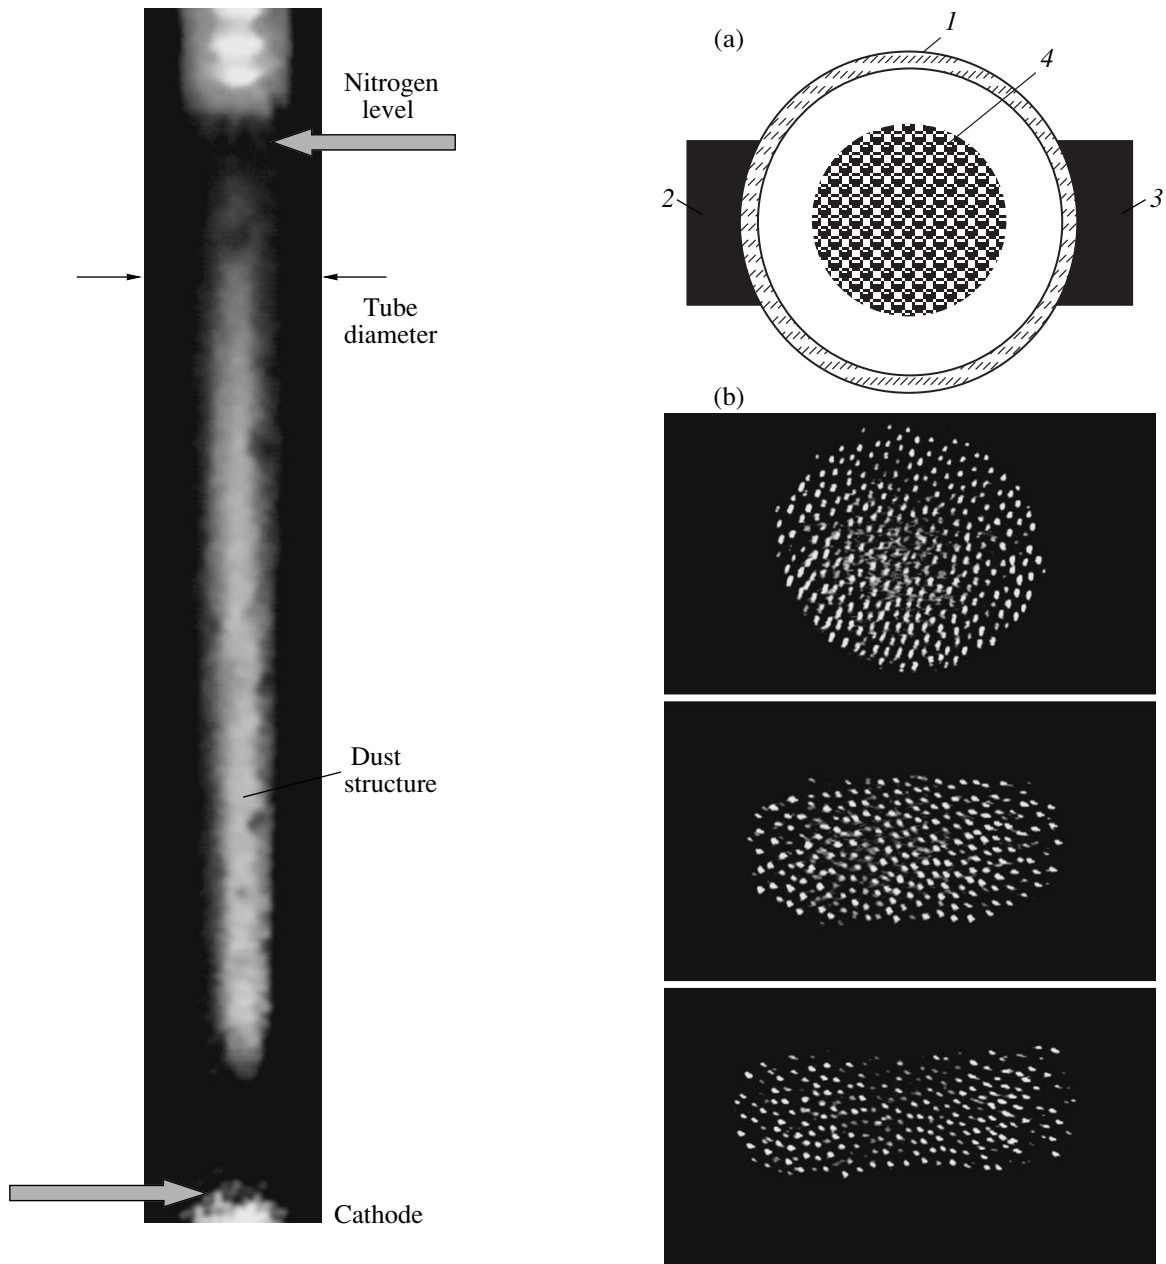 Nitrogen
level
Tube
diameter
Dust
structure
Cathode
(a)
1
4
2
3
(b)